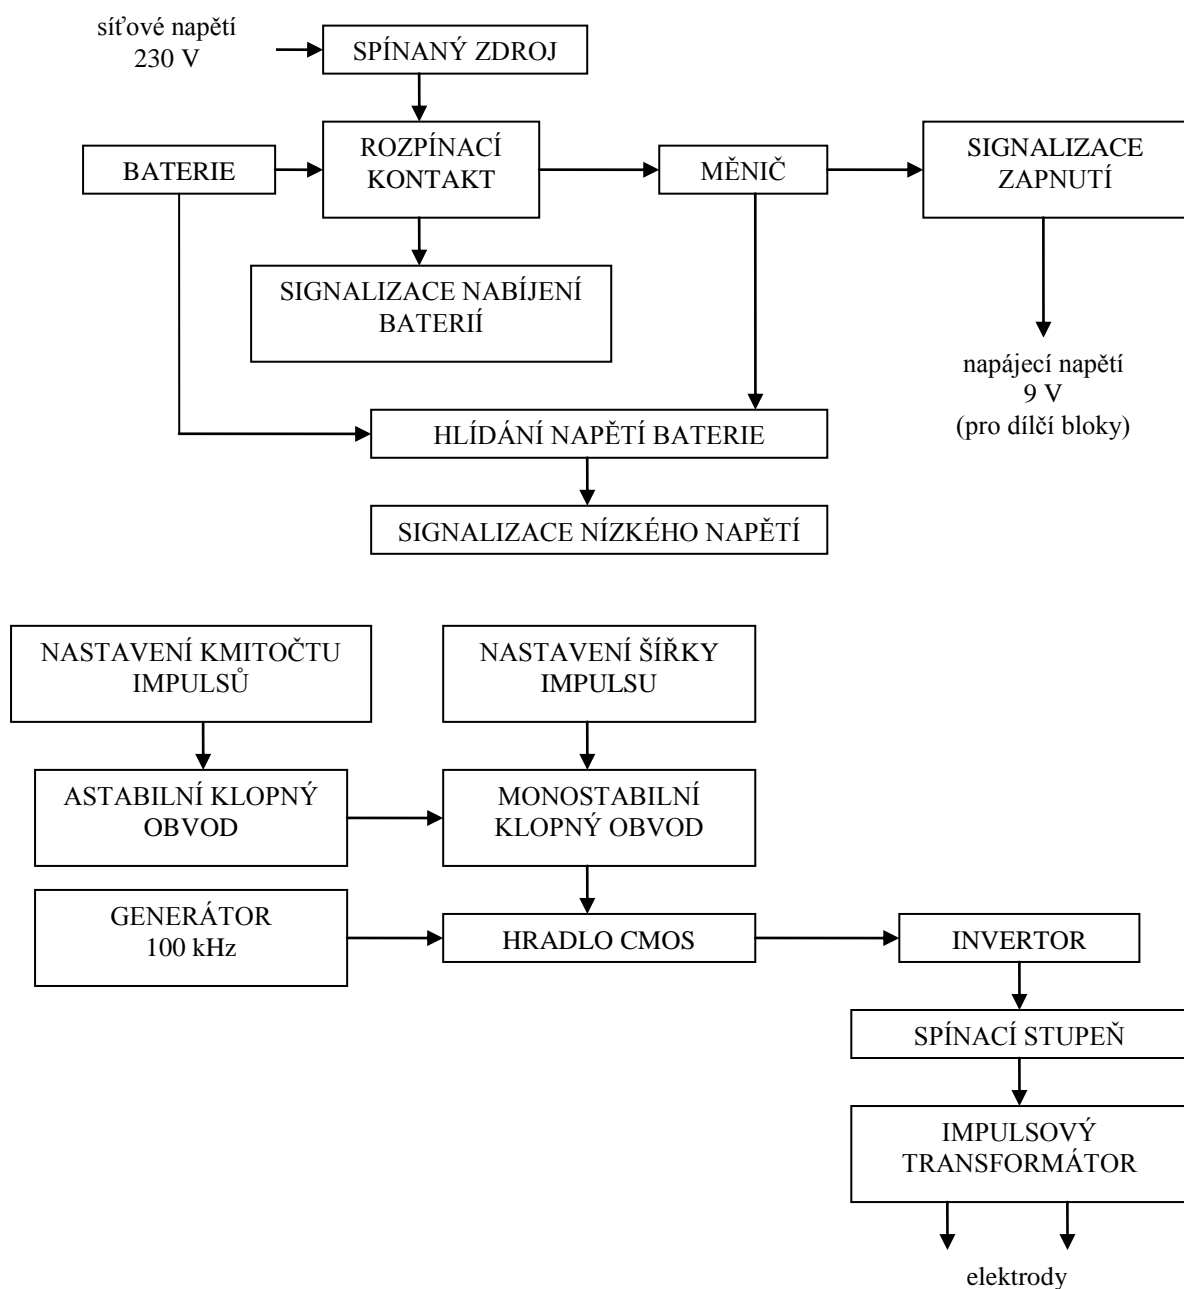 síťové napětí
230 V
SPÍNANÝ ZDROJ
BATERIE
ROZPÍNACÍ
KONTAKT
MĚNIČ
SIGNALIZACE
ZAPNUTÍ
SIGNALIZACE NABÍJENÍ
BATERIÍ
napájecí napětí
9 V
(pro dílčí bloky)
HLÍDÁNÍ NAPĚTÍ BATERIE
SIGNALIZACE NÍZKÉHO NAPĚTÍ
NASTAVENÍ KMITOČTU
IMPULSŮ
NASTAVENÍ ŠÍŘKY
IMPULSU
ASTABILNÍ KLOPNÝ
OBVOD
MONOSTABILNÍ
KLOPNÝ OBVOD
GENERÁTOR
100 kHz
HRADLO CMOS
INVERTOR
SPÍNACÍ STUPEŇ
IMPULSOVÝ
TRANSFORMÁTOR
elektrody